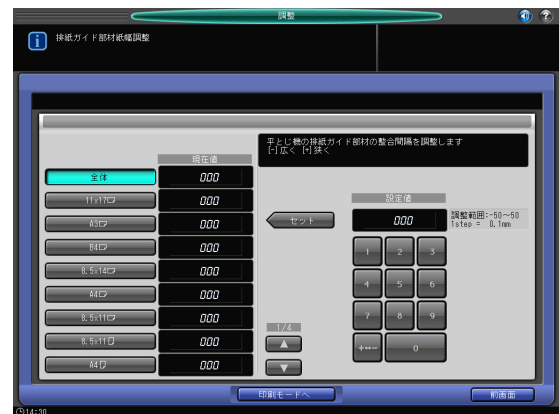 調整
排紙ガイド部材紙幅調整
平とじ機の排紙ガイド部材の整合間隔を調整します
[-]広く [+]狭く
現在値
全体 000
11x17 000
A3 000
B4 000
8.5x14 000
A4 000
8.5x11 000
8.5x11 000
A4 000
設定値
セット
000
調整範囲:-50～50
1step = 0.1mm
1 2 3
4 5 6
7 8 9
+↔- 0
1/4
印刷モードへ
前画面
14:30